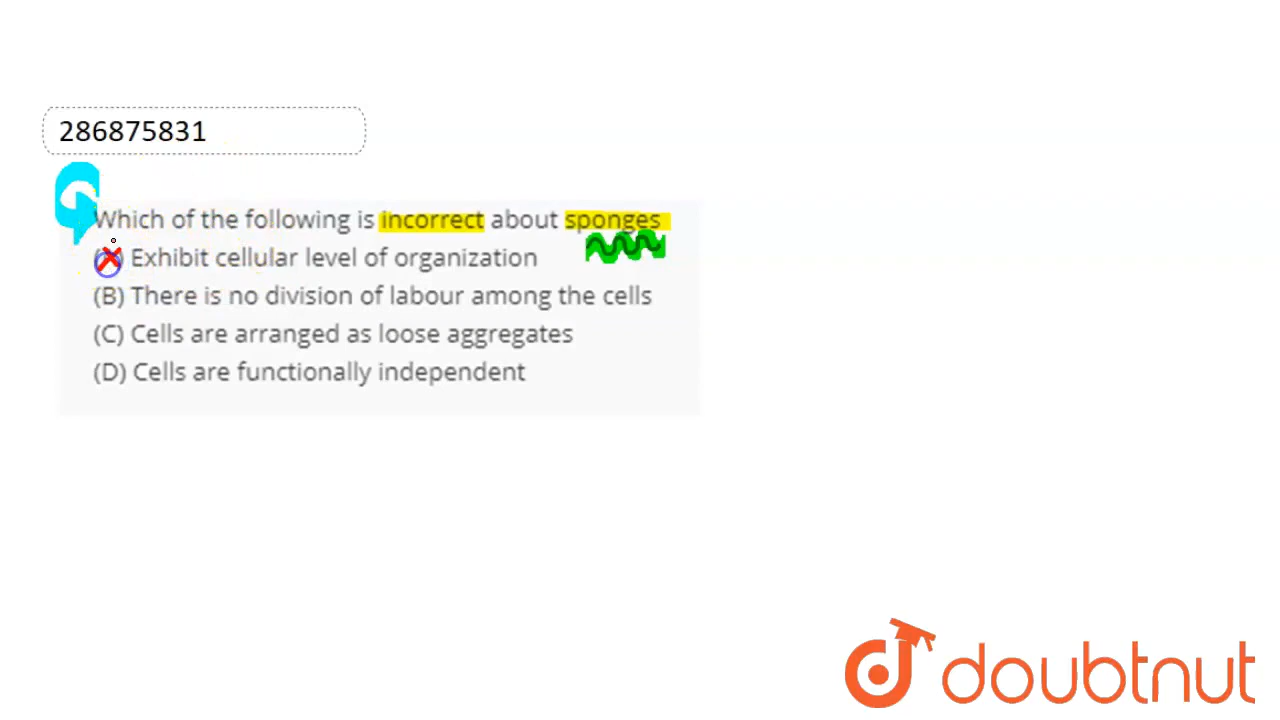 286875831
Which of the following is incorrect about sponges
Exhibit cellular level of organization
(B) There is no division of labour among the cells
(C) Cells are arranged as loose aggregates
(D) Cells are functionally independent
doubtnut